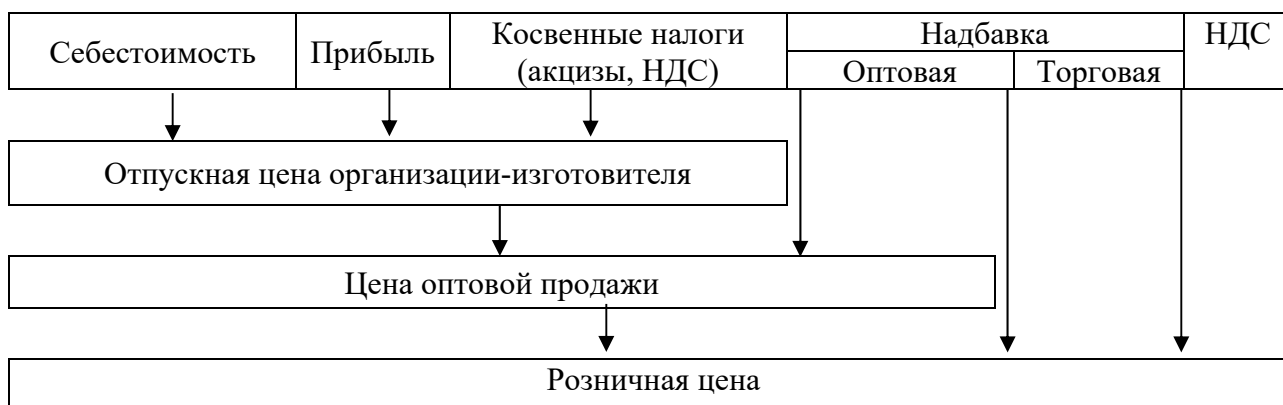 Себестоимость
Прибыль
Косвенные налоги
(акцизы, НДС)
Надбавка
НДС
Оптовая
Торговая
Отпускная цена организации-изготовителя
Цена оптовой продажи
Розничная цена